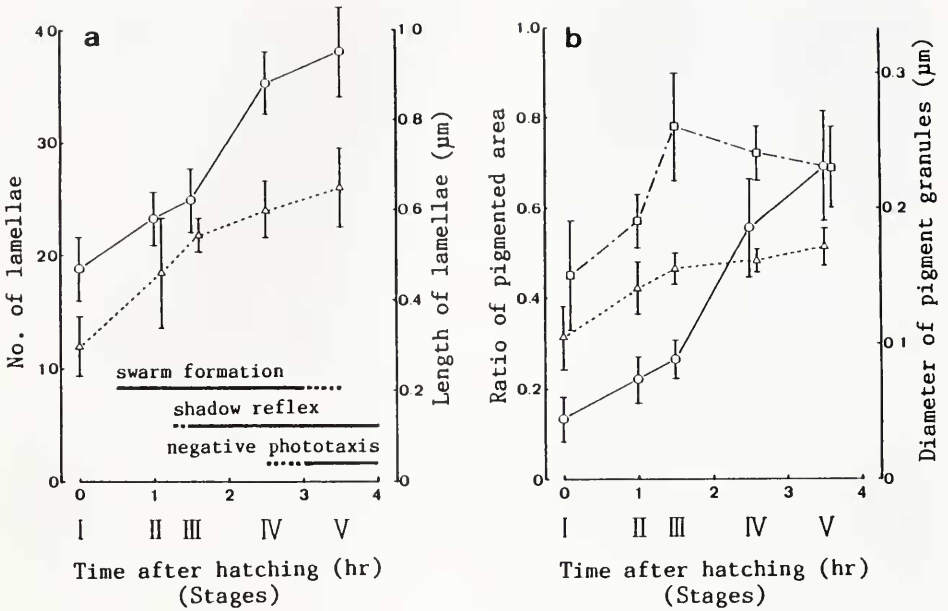 a
No. of lamellae
40
30
20
10
0
Length of lamellae (μm)
1.0
0.8
0.6
0.4
0.2
0
swarm formation
shadow reflex
negative phototaxis
0 1 2 3 4
I II III IV V
Time after hatching (hr)
(Stages)
b
Ratio of pigmented area
1.0
0.8
0.6
0.4
0.2
0
Diameter of pigment granules (μm)
0.3
0.2
0.1
0
0 1 2 3 4
I II III IV V
Time after hatching (hr)
(Stages)